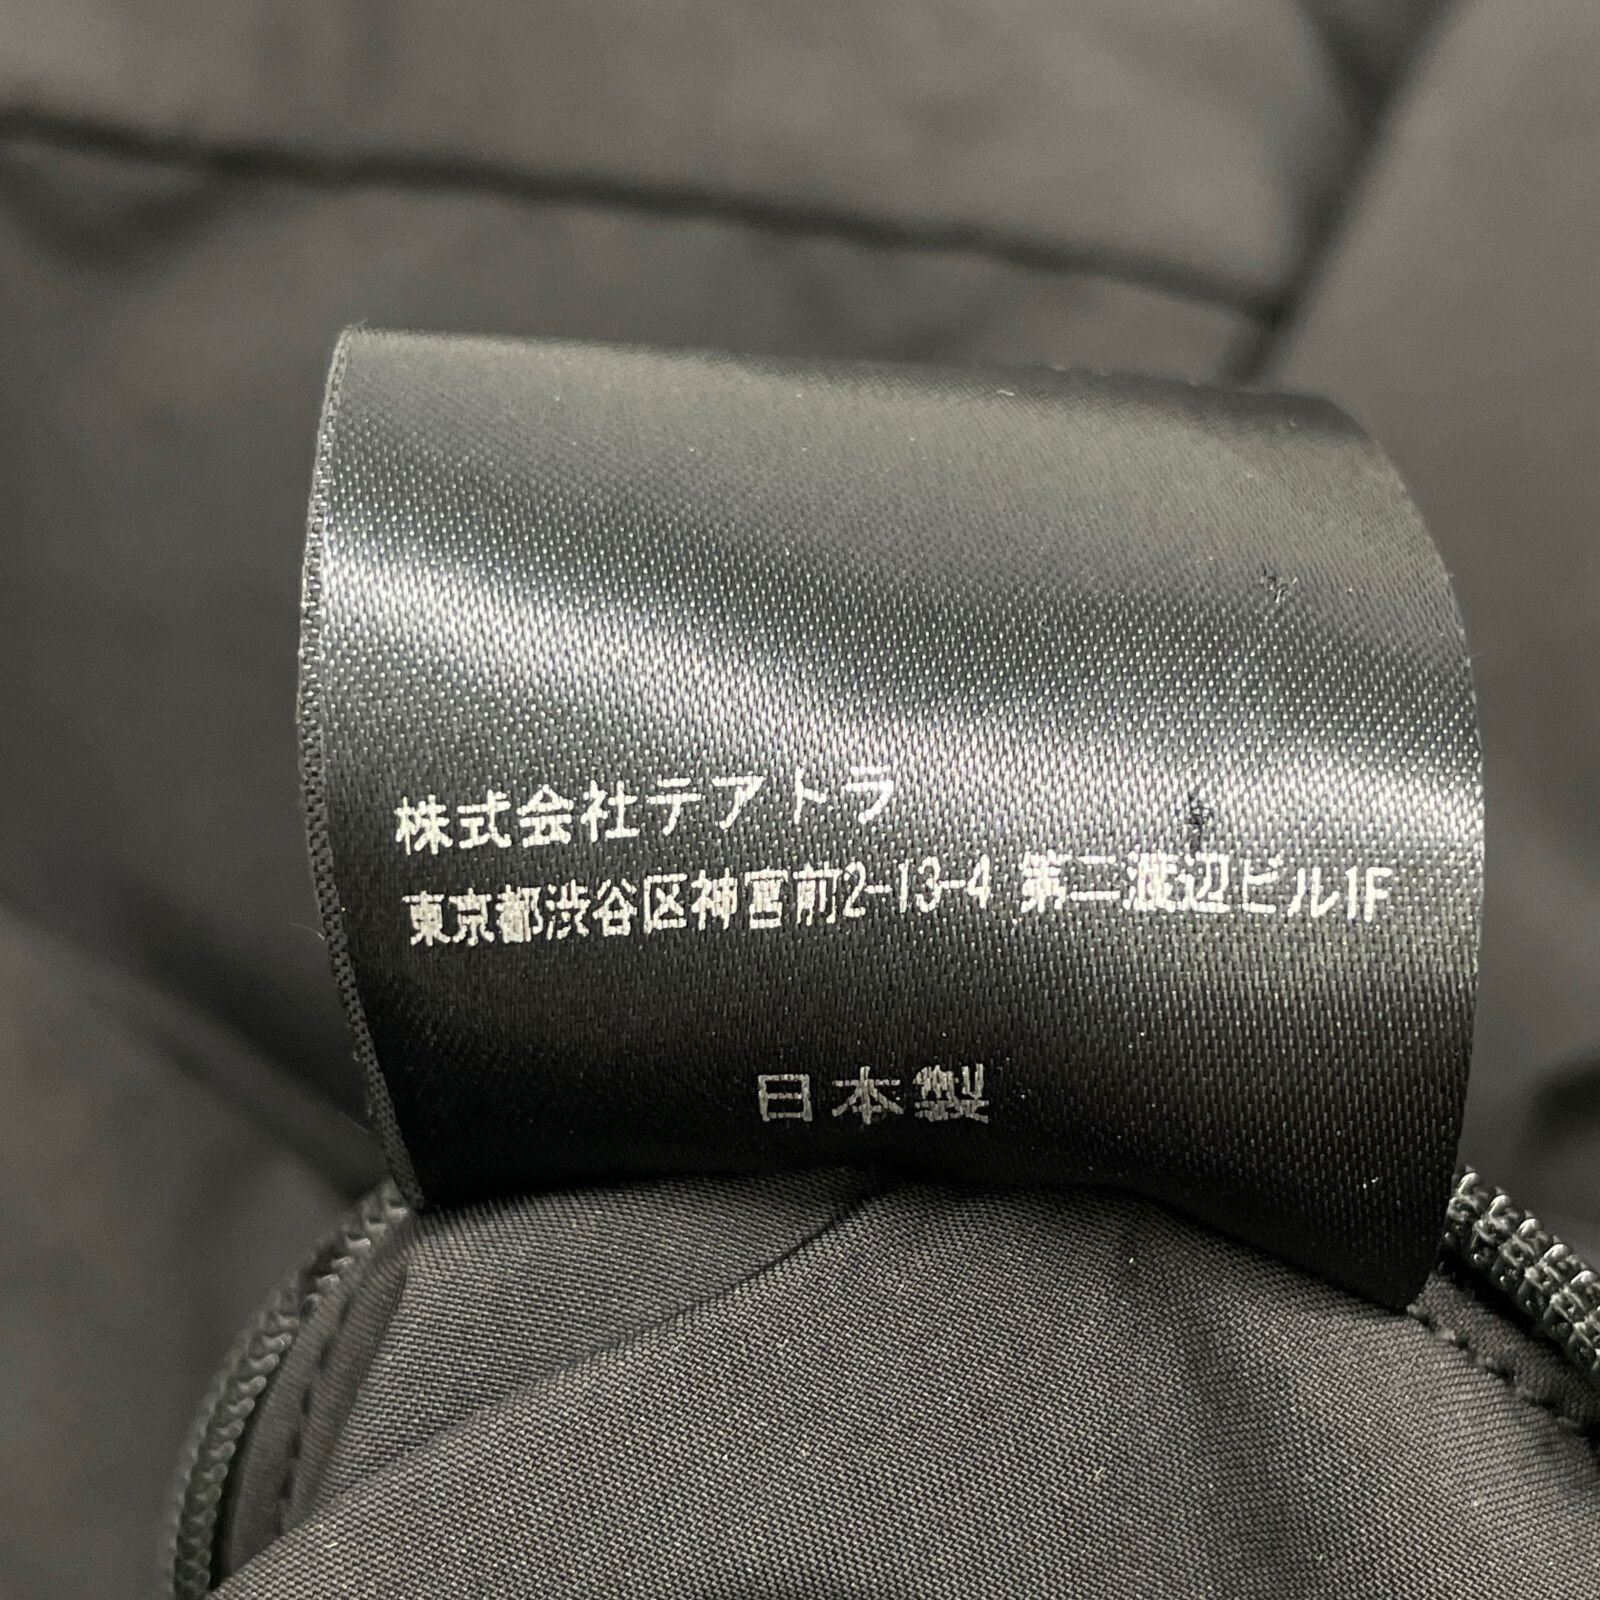 株式会社テアトラ
東京都渋谷区神宮前2-13-4 第二渡辺ビル1F
日本製